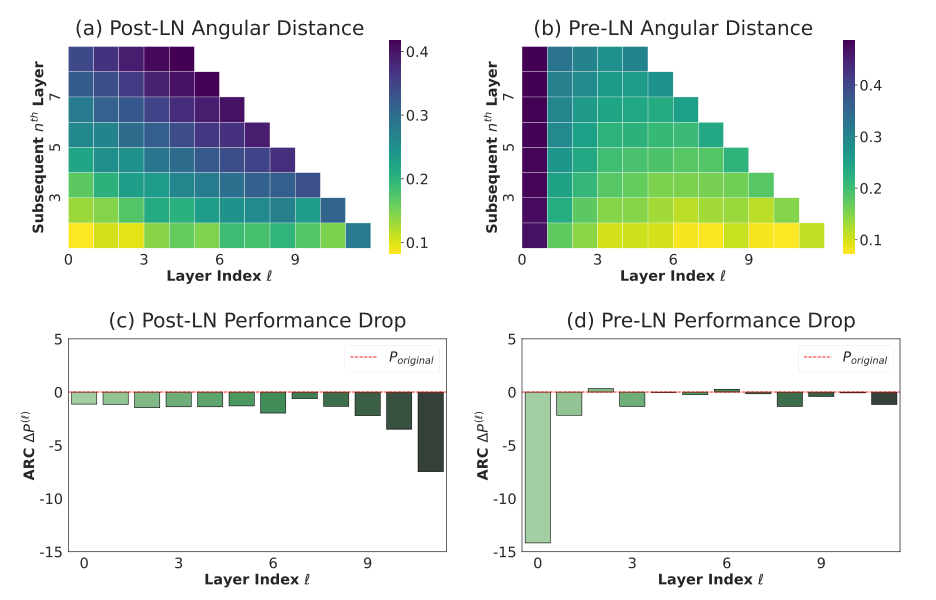 (a) Post-LN Angular Distance
Subsequent nth Layer
7
5
3
0 3 6 9
Layer Index ℓ
0.4
0.3
0.2
0.1
(b) Pre-LN Angular Distance
Subsequent nth Layer
7
5
3
0 3 6 9
Layer Index ℓ
0.4
0.3
0.2
0.1
(c) Post-LN Performance Drop
ARC ΔP(ℓ)
5
0
-5
-10
-15
Poriginal
0 3 6 9
Layer Index ℓ
(d) Pre-LN Performance Drop
ARC ΔP(ℓ)
5
0
-5
-10
-15
Poriginal
0 3 6 9
Layer Index ℓ